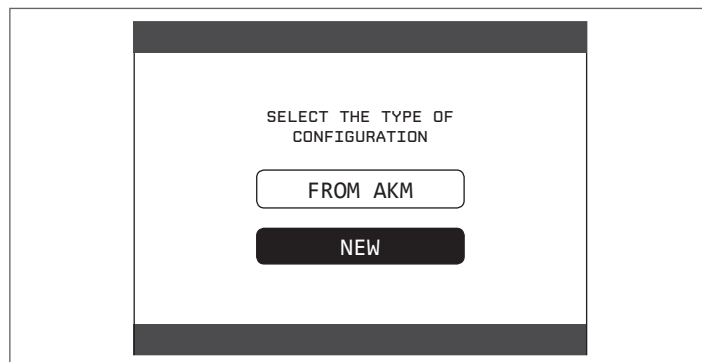 SELECT THE TYPE OF
CONFIGURATION
FROM AKM
NEW